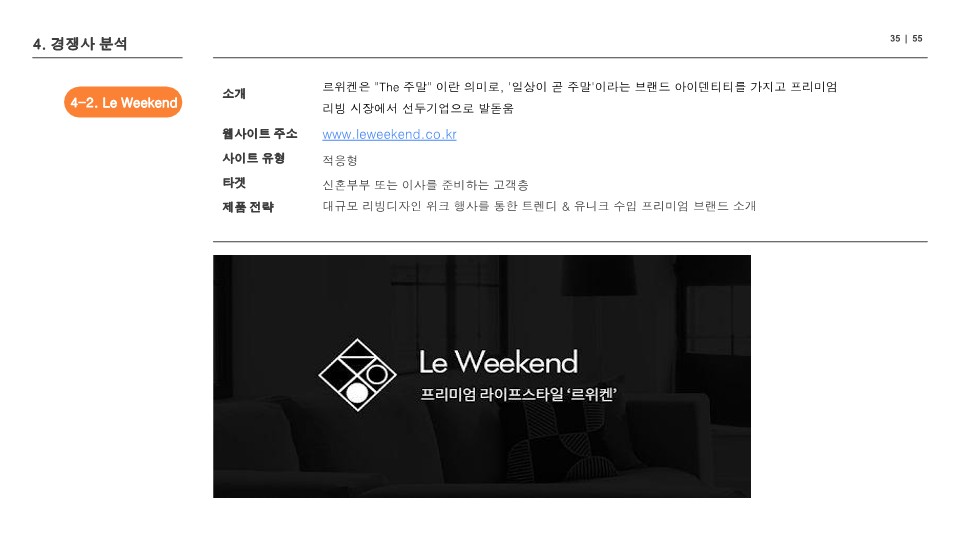 4. 경쟁사 분석
35 | 55
4-2. Le Weekend
소개
르위켄은 "The 주말" 이란 의미로, '일상이 곧 주말'이라는 브랜드 아이덴티티를 가지고 프리미엄
리빙 시장에서 선두기업으로 발돋움
웹사이트 주소
www.leweekend.co.kr
사이트 유형
적응형
타겟
신혼부부 또는 이사를 준비하는 고객층
제품 전략
대규모 리빙디자인 위크 행사를 통한 트렌디 & 유니크 수입 프리미엄 브랜드 소개
Le Weekend
프리미엄 라이프스타일 ‘르위켄’